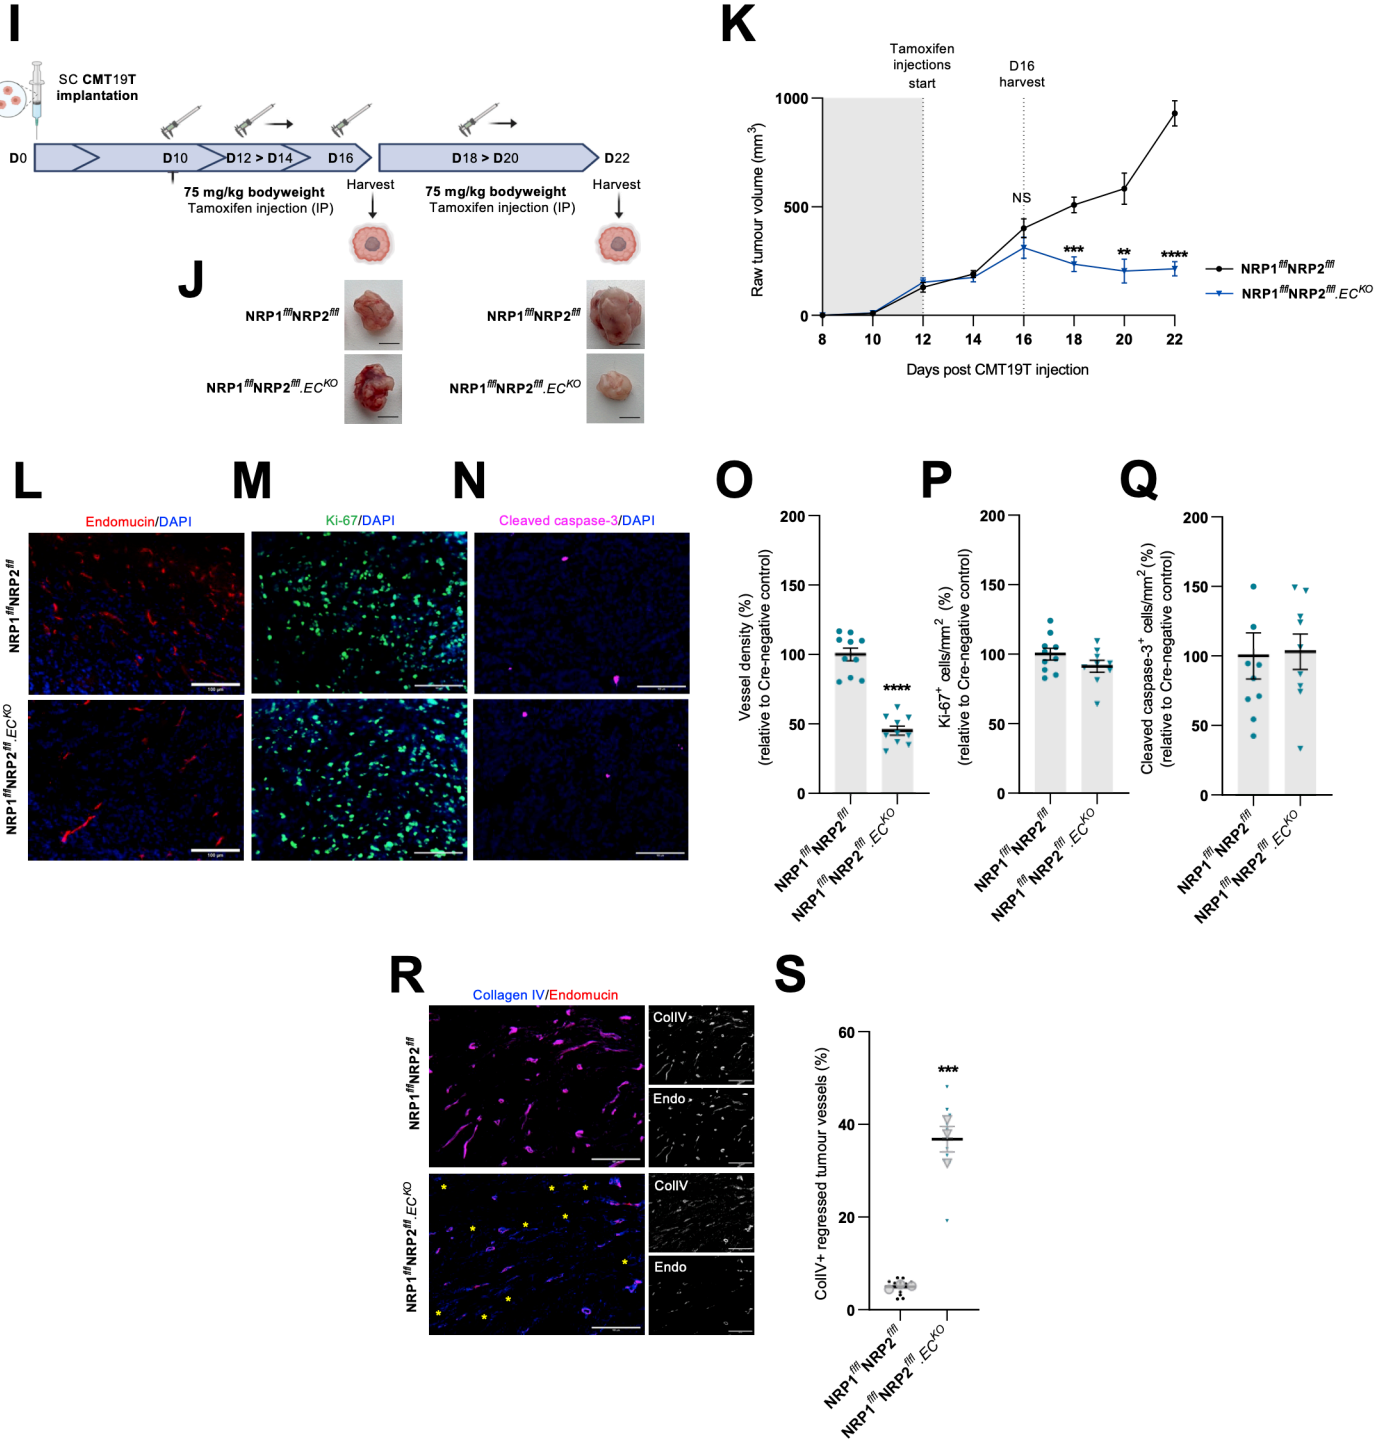 I
SC CMT19T
implantation
D0
D10
D12 > D14
D16
D18 > D20
D22
75 mg/kg bodyweight
Tamoxifen injection (IP)
Harvest
75 mg/kg bodyweight
Tamoxifen injection (IP)
Harvest
J
NRP1fl/flNRP2fl/fl
NRP1fl/flNRP2fl/fl
NRP1fl/flNRP2fl/fl.ECKO
NRP1fl/flNRP2fl/fl.ECKO
K
Tamoxifen
injections
start
D16
harvest
Raw tumour volume (mm3)
1000
500
0
NS
***
**
****
8 10 12 14 16 18 20 22
Days post CMT19T injection
NRP1fl/flNRP2fl/fl
NRP1fl/flNRP2fl/fl.ECKO
L
Endomucin/DAPI
NRP1fl/flNRP2fl/fl
NRP1fl/flNRP2fl/fl.ECKO
100 μm
100 μm
M
Ki-67/DAPI
N
Cleaved caspase-3/DAPI
O
Vessel density (%)
(relative to Cre-negative control)
200
150
100
50
0
****
NRP1fl/flNRP2fl/fl
NRP1fl/flNRP2fl/fl.ECKO
P
Ki-67+ cells/mm2 (%)
(relative to Cre-negative control)
200
150
100
50
0
NRP1fl/flNRP2fl/fl
NRP1fl/flNRP2fl/fl.ECKO
Q
Cleaved caspase-3+ cells/mm2 (%)
(relative to Cre-negative control)
200
150
100
50
0
NRP1fl/flNRP2fl/fl
NRP1fl/flNRP2fl/fl.ECKO
R
Collagen IV/Endomucin
NRP1fl/flNRP2fl/fl
ColIV
Endo
NRP1fl/flNRP2fl/fl.ECKO
ColIV
Endo
S
ColIV+ regressed tumour vessels (%)
60
40
20
0
***
NRP1fl/flNRP2fl/fl
NRP1fl/flNRP2fl/fl.ECKO